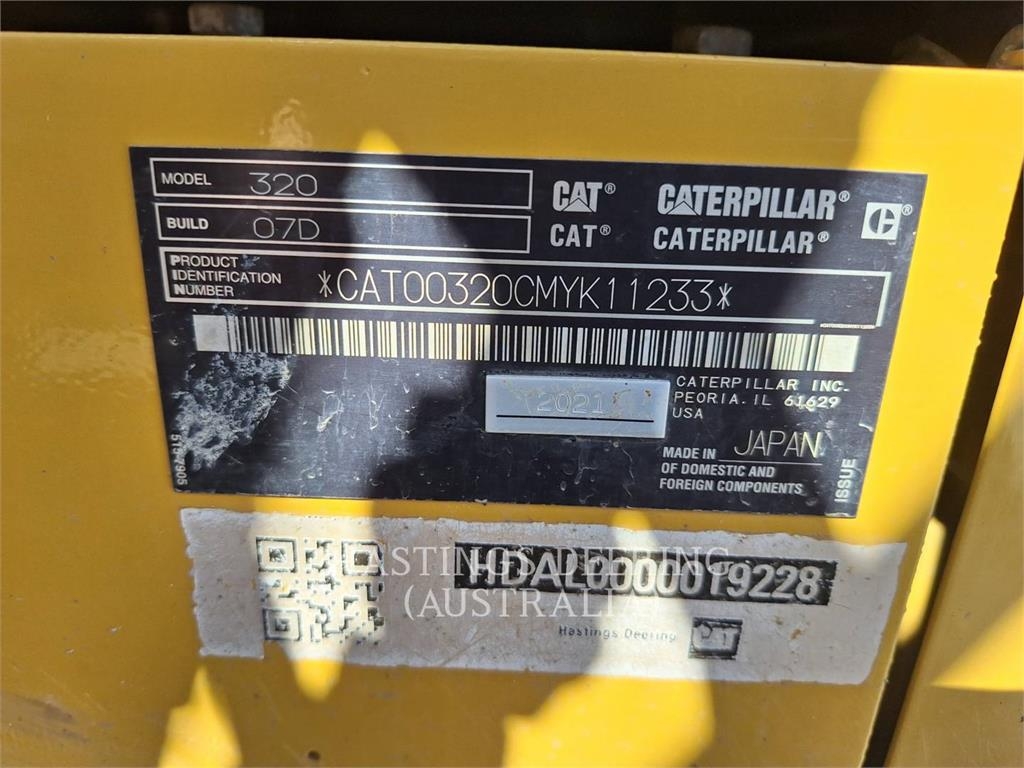 MODEL 320
BUILD 07D
CAT® CATERPILLAR®
CAT® CATERPILLAR®
PRODUCT
IDENTIFICATION
NUMBER
*CAT00320CMYK11233*
2021
CATERPILLAR INC.
PEORIA. IL 61629
USA
MADE IN JAPAN
OF DOMESTIC AND
FOREIGN COMPONENTS
ISSUE
HDAL0000019228
HASTINGS DEERING
(AUSTRALIA)
Hastings Deering CAT